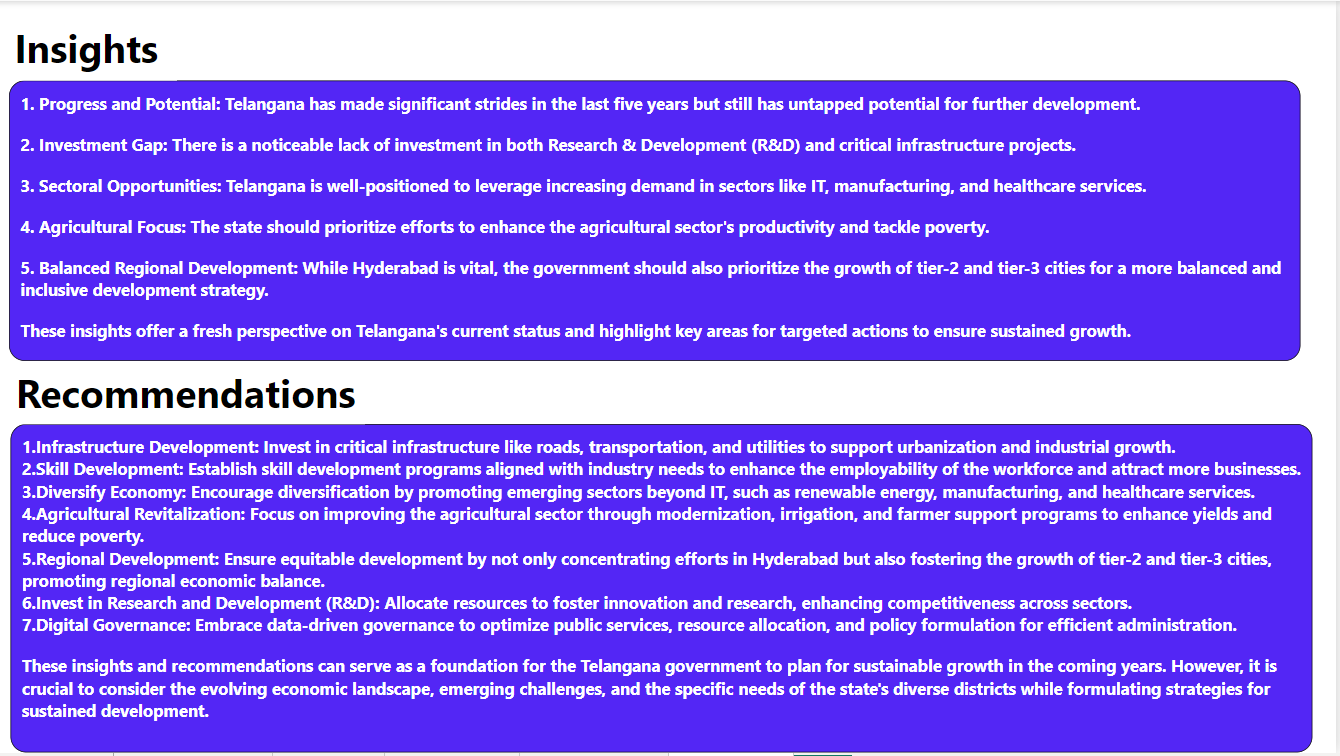 Insights
1. Progress and Potential: Telangana has made significant strides in the last five years but still has untapped potential for further development.
2. Investment Gap: There is a noticeable lack of investment in both Research & Development (R&D) and critical infrastructure projects.
3. Sectoral Opportunities: Telangana is well-positioned to leverage increasing demand in sectors like IT, manufacturing, and healthcare services.
4. Agricultural Focus: The state should prioritize efforts to enhance the agricultural sector's productivity and tackle poverty.
5. Balanced Regional Development: While Hyderabad is vital, the government should also prioritize the growth of tier-2 and tier-3 cities for a more balanced and
inclusive development strategy.
These insights offer a fresh perspective on Telangana's current status and highlight key areas for targeted actions to ensure sustained growth.
Recommendations
1.Infrastructure Development: Invest in critical infrastructure like roads, transportation, and utilities to support urbanization and industrial growth.
2.Skill Development: Establish skill development programs aligned with industry needs to enhance the employability of the workforce and attract more businesses.
3.Diversify Economy: Encourage diversification by promoting emerging sectors beyond IT, such as renewable energy, manufacturing, and healthcare services.
4.Agricultural Revitalization: Focus on improving the agricultural sector through modernization, irrigation, and farmer support programs to enhance yields and
reduce poverty.
5.Regional Development: Ensure equitable development by not only concentrating efforts in Hyderabad but also fostering the growth of tier-2 and tier-3 cities,
promoting regional economic balance.
6.Invest in Research and Development (R&D): Allocate resources to foster innovation and research, enhancing competitiveness across sectors.
7.Digital Governance: Embrace data-driven governance to optimize public services, resource allocation, and policy formulation for efficient administration.
These insights and recommendations can serve as a foundation for the Telangana government to plan for sustainable growth in the coming years. However, it is
crucial to consider the evolving economic landscape, emerging challenges, and the specific needs of the state's diverse districts while formulating strategies for
sustained development.